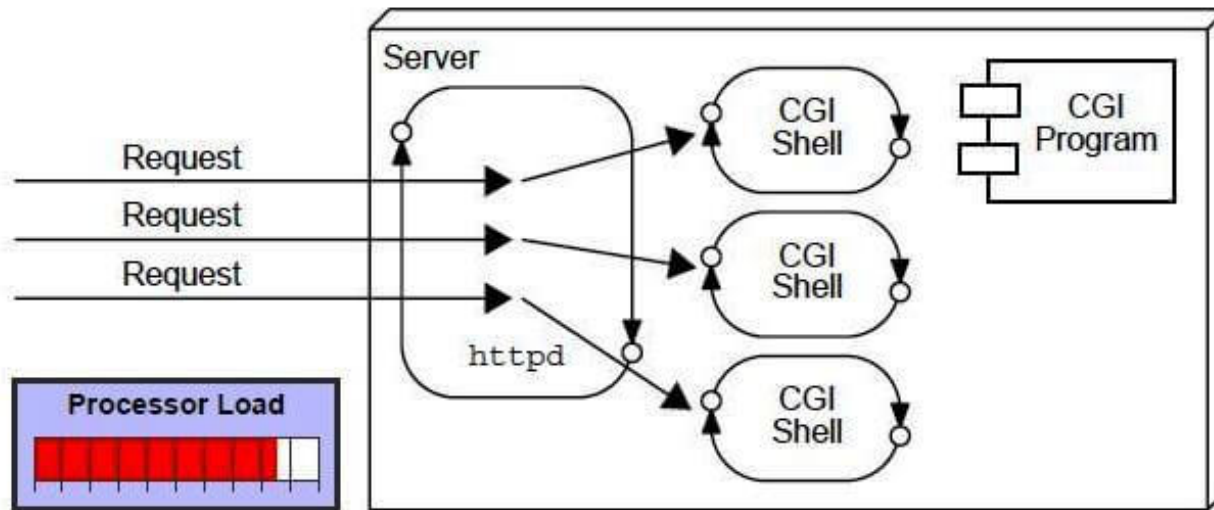 Server
CGI
Shell
CGI
Program
Request
Request
Request
CGI
Shell
httpd
CGI
Shell
Processor Load